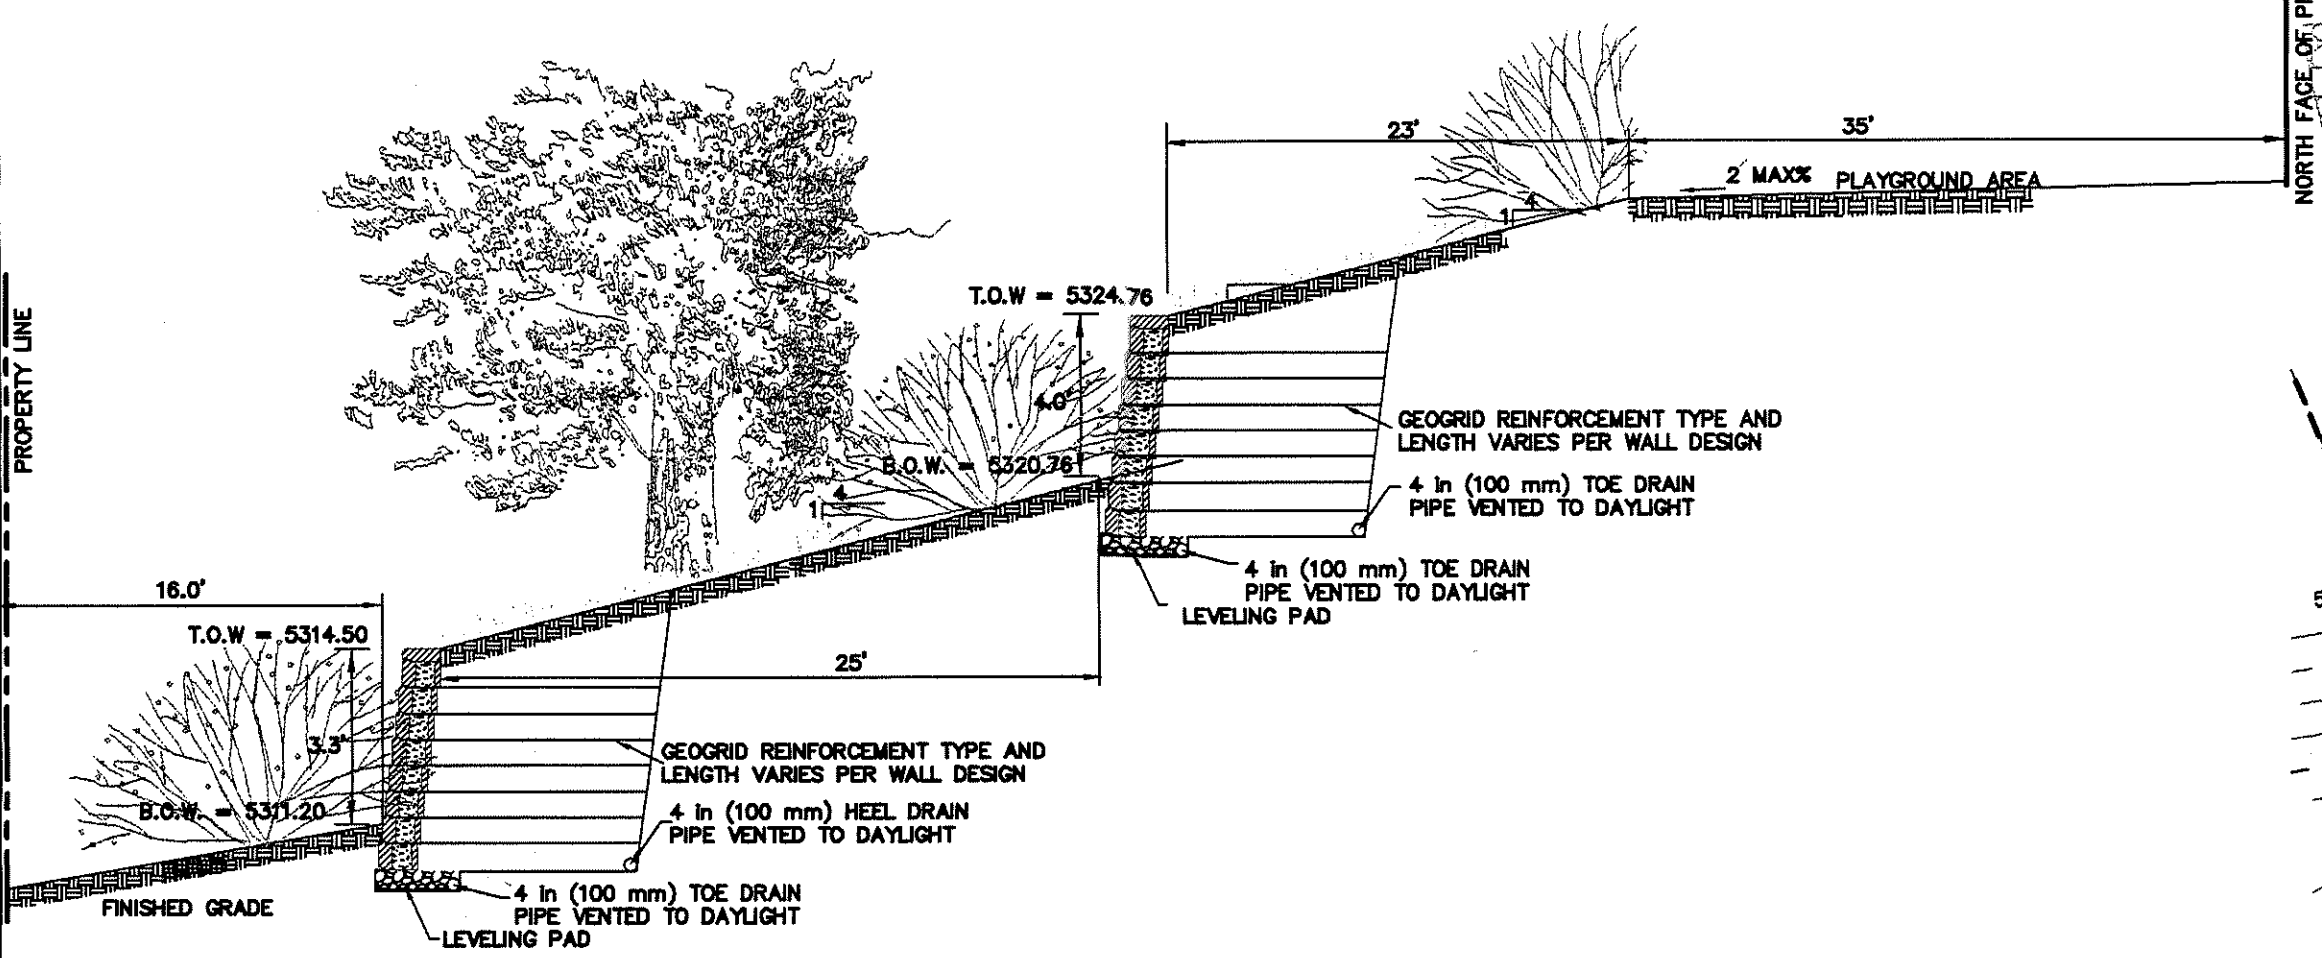 NORTH FACE OF
23'
35'
2 MAX% PLAYGROUND AREA
4
1
T.O.W = 5324.76
PROPERTY LINE
4.0'
GEOGRID REINFORCEMENT TYPE AND
LENGTH VARIES PER WALL DESIGN
B.O.W. = 5320.76
4
1
4 in (100 mm) TOE DRAIN
PIPE VENTED TO DAYLIGHT
4 in (100 mm) TOE DRAIN
PIPE VENTED TO DAYLIGHT
LEVELING PAD
16.0'
T.O.W = 5314.50
25'
3.3'
GEOGRID REINFORCEMENT TYPE AND
LENGTH VARIES PER WALL DESIGN
B.O.W. = 5311.20
4 in (100 mm) HEEL DRAIN
PIPE VENTED TO DAYLIGHT
4 in (100 mm) TOE DRAIN
PIPE VENTED TO DAYLIGHT
FINISHED GRADE
LEVELING PAD